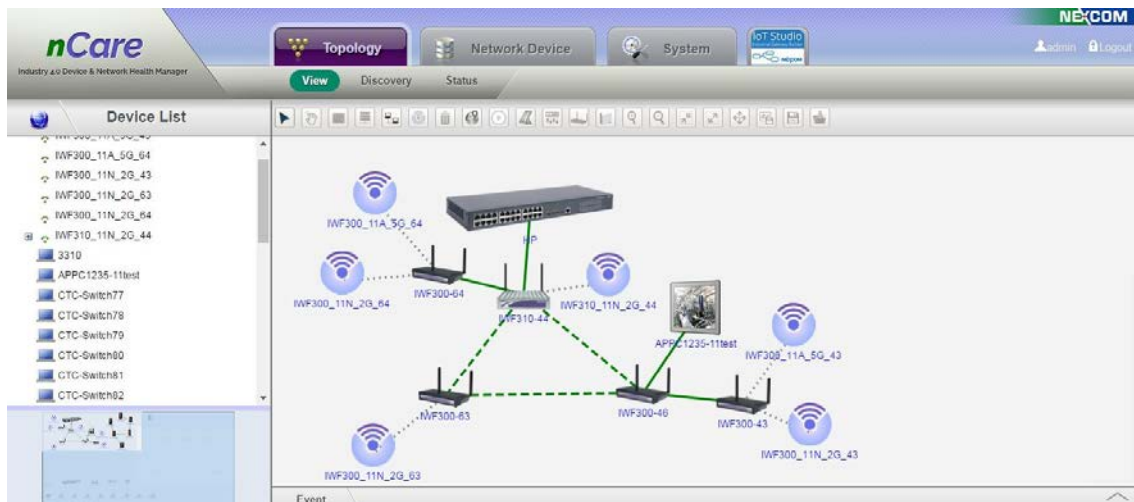 NEXCOM
nCare
Industry 4.0 Device & Network Health Manager
Topology
Network Device
System
IoT Studio
admin
Logout
View
Discovery
Status
Device List
IWF300_11A_5G_64
IWF300_11N_2G_43
IWF300_11N_2G_63
IWF300_11N_2G_64
IWF310_11N_2G_44
3310
APPC1235-11test
CTC-Switch77
CTC-Switch78
CTC-Switch79
CTC-Switch80
CTC-Switch81
CTC-Switch82
IWF300_11A_5G_64
HP
IWF300-64
IWF300_11N_2G_64
IWF310_11N_2G_44
IWF310-44
APPC1235-11test
IWF300_11A_5G_43
IWF300-63
IWF300-46
IWF300-43
IWF300_11N_2G_43
IWF300_11N_2G_63
Event